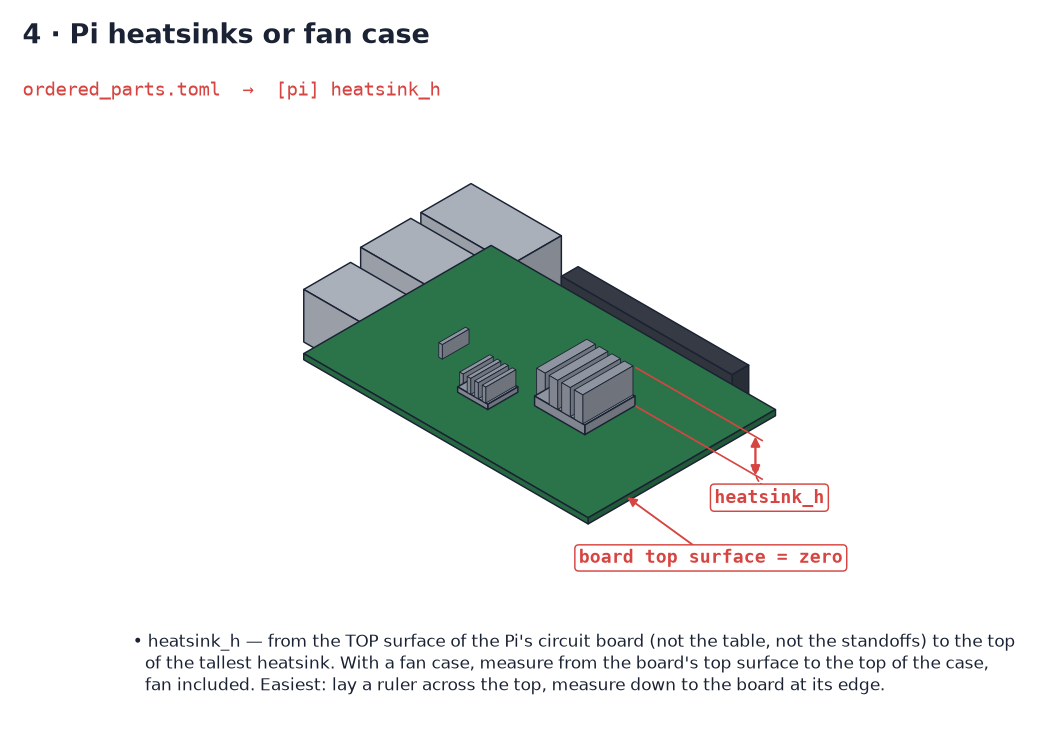 4 · Pi heatsinks or fan case
ordered_parts.toml → [pi] heatsink_h
heatsink_h
board top surface = zero
• heatsink_h — from the TOP surface of the Pi's circuit board (not the table, not the standoffs) to the top
of the tallest heatsink. With a fan case, measure from the board's top surface to the top of the case,
fan included. Easiest: lay a ruler across the top, measure down to the board at its edge.